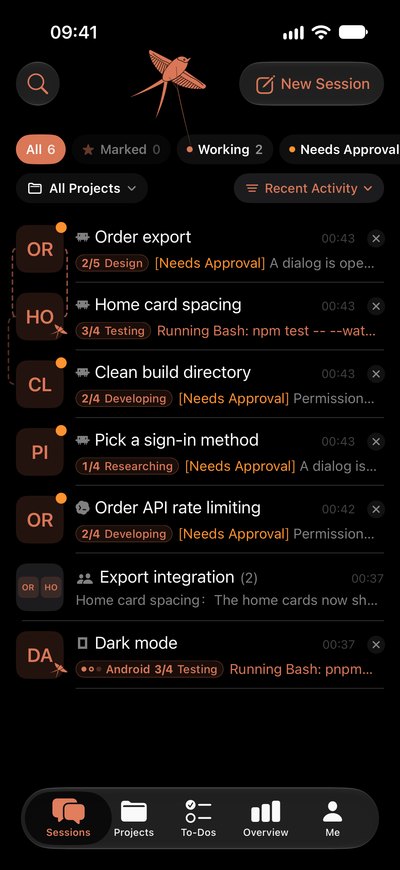 09:41
New Session
All 6
Marked 0
Working 2
Needs Approval
All Projects
Recent Activity
OR
Order export
00:43
2/5 Design [Needs Approval] A dialog is ope...
HO
Home card spacing
00:43
3/4 Testing Running Bash: npm test -- --wat...
CL
Clean build directory
00:43
2/4 Developing [Needs Approval] Permission...
PI
Pick a sign-in method
00:43
1/4 Researching [Needs Approval] A dialog is...
OR
Order API rate limiting
00:42
2/4 Developing [Needs Approval] Permission...
OR HO
Export integration (2)
00:37
Home card spacing： The home cards now sh...
DA
Dark mode
00:37
Android 3/4 Testing Running Bash: pnpm...
Sessions
Projects
To-Dos
Overview
Me